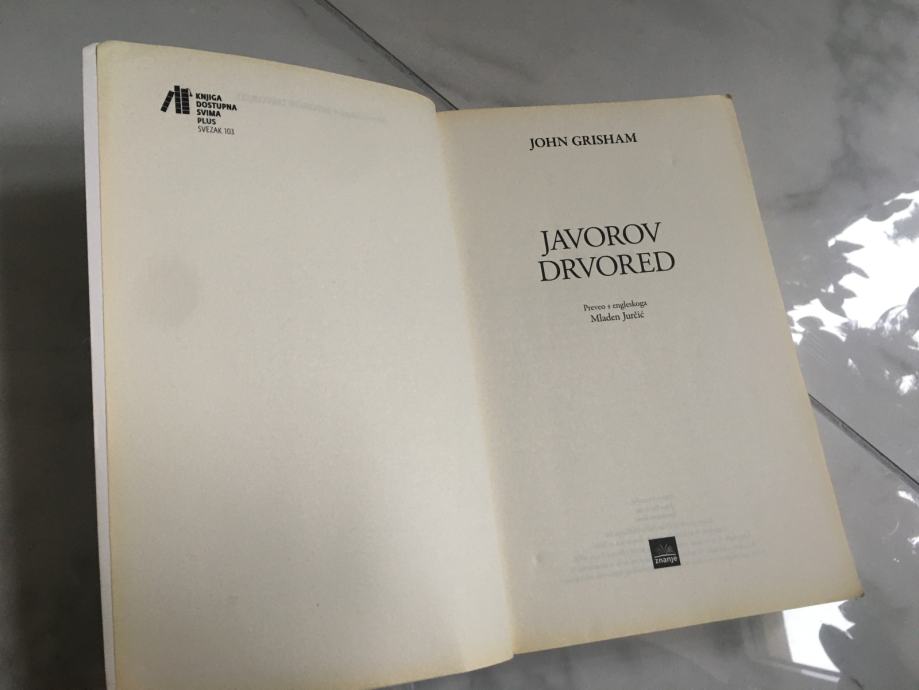 KNJIGA
DOSTUPNA
SVIMA
PLUS
SVEZAK 103
JOHN GRISHAM
JAVOROV
DRVORED
Preveo s engleskoga
Mladen Jurčić
znanje